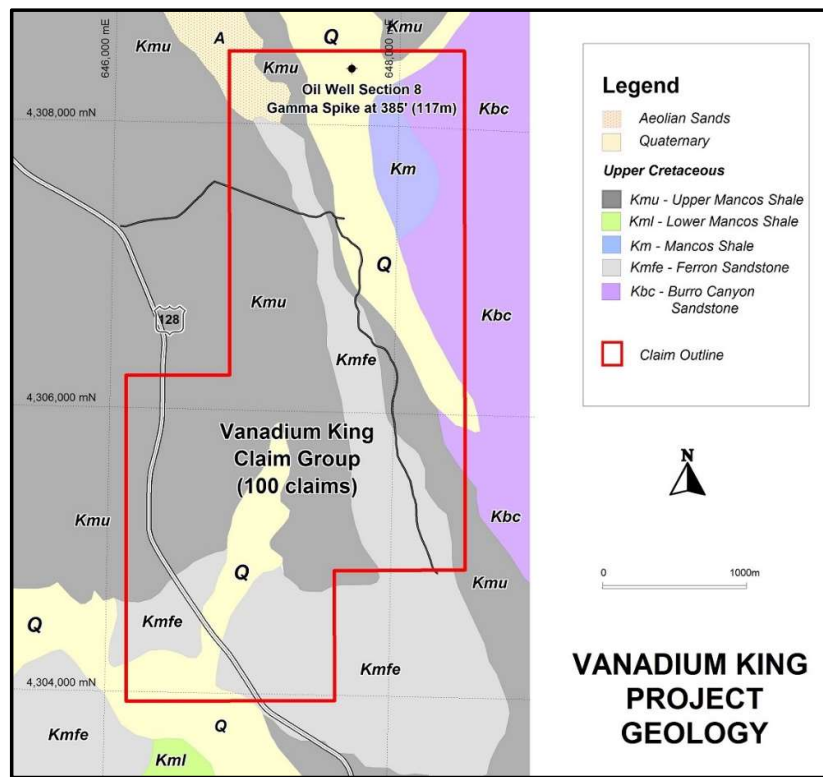 646,000 mE
648,000 mE
Kmu
A
Q
Kmu
Kmu
Oil Well Section 8
Gamma Spike at 385' (117m)
Kbc
4,308,000 mN
Km
Q
Kmu
128
Kbc
Kmfe
4,306,000 mN
Vanadium King
Claim Group
(100 claims)
Kmu
Kbc
Q
Kmu
Q
Kmfe
Kmfe
4,304,000 mN
Kmfe
Q
Kml
Legend
Aeolian Sands
Quaternary
Upper Cretaceous
Kmu - Upper Mancos Shale
Kml - Lower Mancos Shale
Km - Mancos Shale
Kmfe - Ferron Sandstone
Kbc - Burro Canyon
Sandstone
Claim Outline
N
0 1000m
VANADIUM KING
PROJECT
GEOLOGY